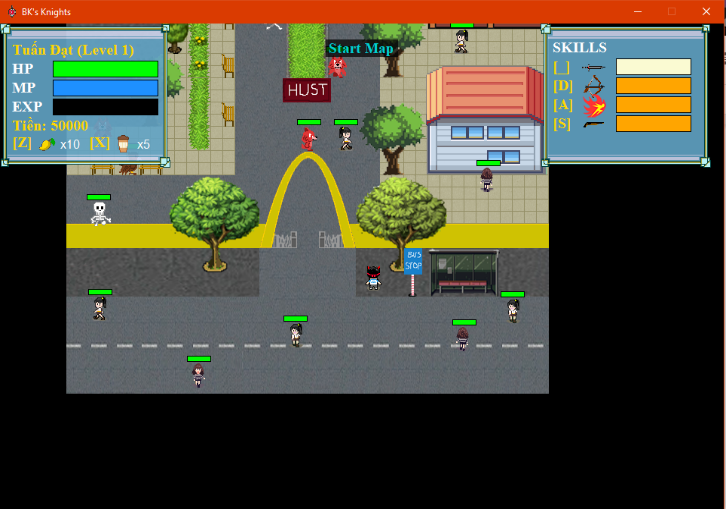 BK's Knights
Tuấn Đạt (Level 1)
HP
MP
EXP
Tiền: 50000
[Z] x10 [X] x5
Start Map
HUST
BUS
STOP
SKILLS
[_]
[D]
[A]
[S]